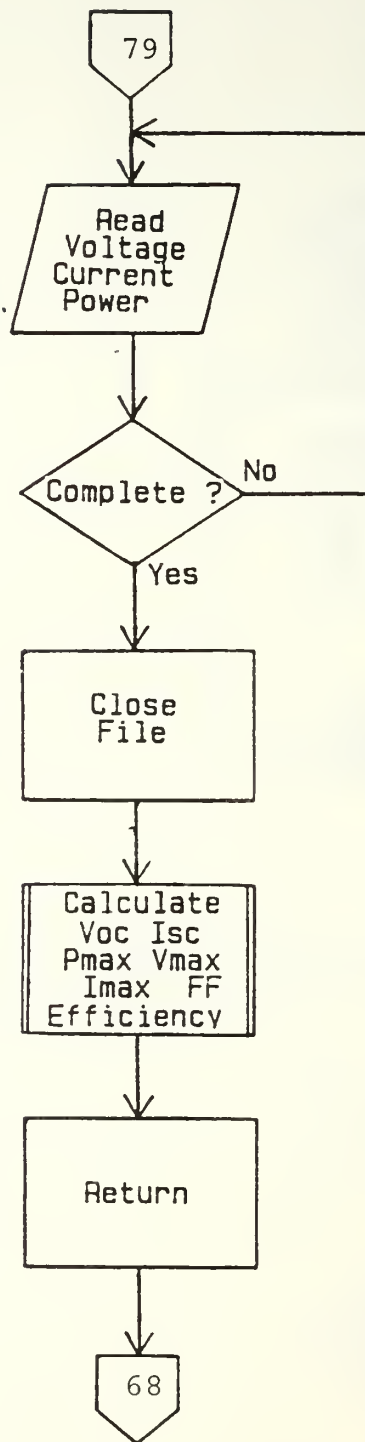 79
Read
Voltage
Current
Power
Complete ?
No
Yes
Close
File
Calculate
Voc Isc
Pmax Vmax
Imax FF
Efficiency
Return
68